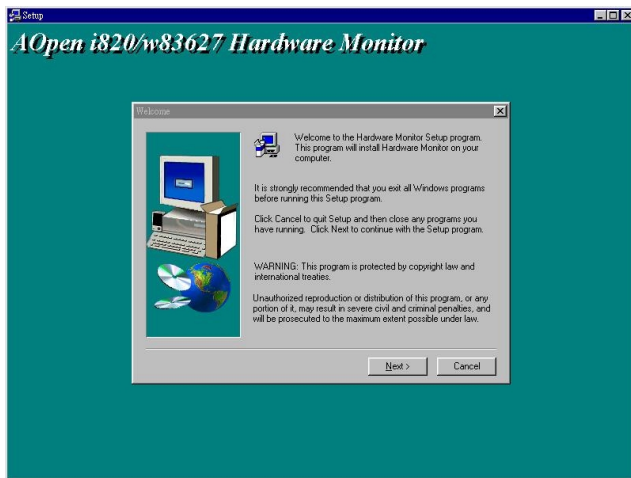 Setup
AOpen i820/w83627 Hardware Monitor
Welcome
Welcome to the Hardware Monitor Setup program.
This program will install Hardware Monitor on your
computer.
It is strongly recommended that you exit all Windows programs
before running this Setup program.
Click Cancel to quit Setup and then close any programs you
have running. Click Next to continue with the Setup program.
WARNING: This program is protected by copyright law and
international treaties.
Unauthorized reproduction or distribution of this program, or any
portion of it, may result in severe civil and criminal penalties, and
will be prosecuted to the maximum extent possible under law.
Next >
Cancel